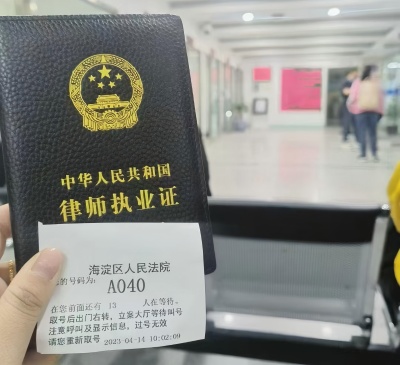 中华人民共和国
律师执业证
海淀区人民法院
的号码为:
A040
在您前面还有 13 人在等待。
取号后出门右转,立案大厅等待叫号
注意呼叫及显示信息,过号无效
请您重新取号 2023-04-14 10:02:09